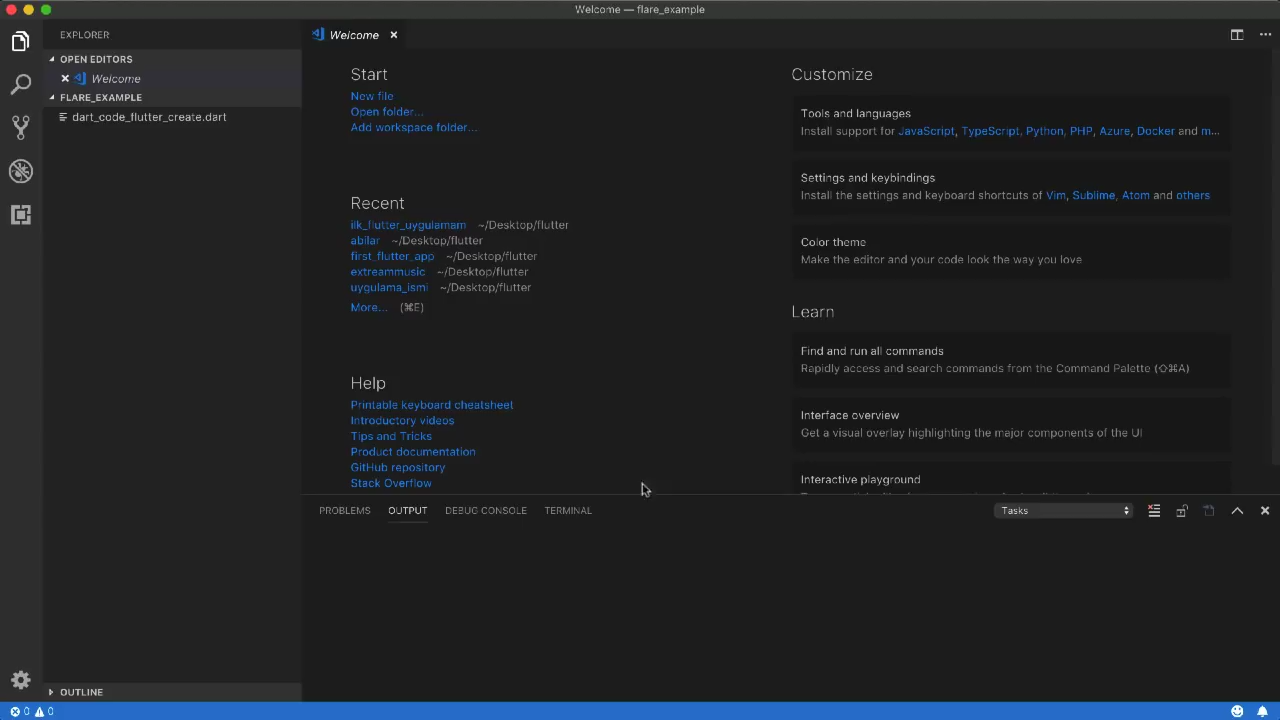 Welcome — flare_example
EXPLORER
OPEN EDITORS
Welcome
FLARE_EXAMPLE
dart_code_flutter_create.dart
OUTLINE
Welcome
Start
New file
Open folder...
Add workspace folder...
Recent
ilk_flutter_uygulamam ~/Desktop/flutter
abilar ~/Desktop/flutter
first_flutter_app ~/Desktop/flutter
extreammusic ~/Desktop/flutter
uygulama_ismi ~/Desktop/flutter
More... (⌘E)
Help
Printable keyboard cheatsheet
Introductory videos
Tips and Tricks
Product documentation
GitHub repository
Stack Overflow
Customize
Tools and languages
Install support for JavaScript, TypeScript, Python, PHP, Azure, Docker and m...
Settings and keybindings
Install the settings and keyboard shortcuts of Vim, Sublime, Atom and others
Color theme
Make the editor and your code look the way you love
Learn
Find and run all commands
Rapidly access and search commands from the Command Palette (⇧⌘A)
Interface overview
Get a visual overlay highlighting the major components of the UI
Interactive playground
PROBLEMS OUTPUT DEBUG CONSOLE TERMINAL Tasks
0 0